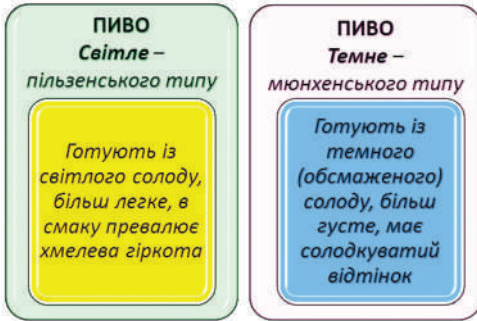 ПИВО
Світле –
пільзенського типу
Готують із
світлого солоду,
більш легке, в
смаку превалює
хмелева гіркота
ПИВО
Темне –
мюнхенського типу
Готують із
темного
(обсмаженого)
солоду, більш
густе, має
солодкуватий
відтінок